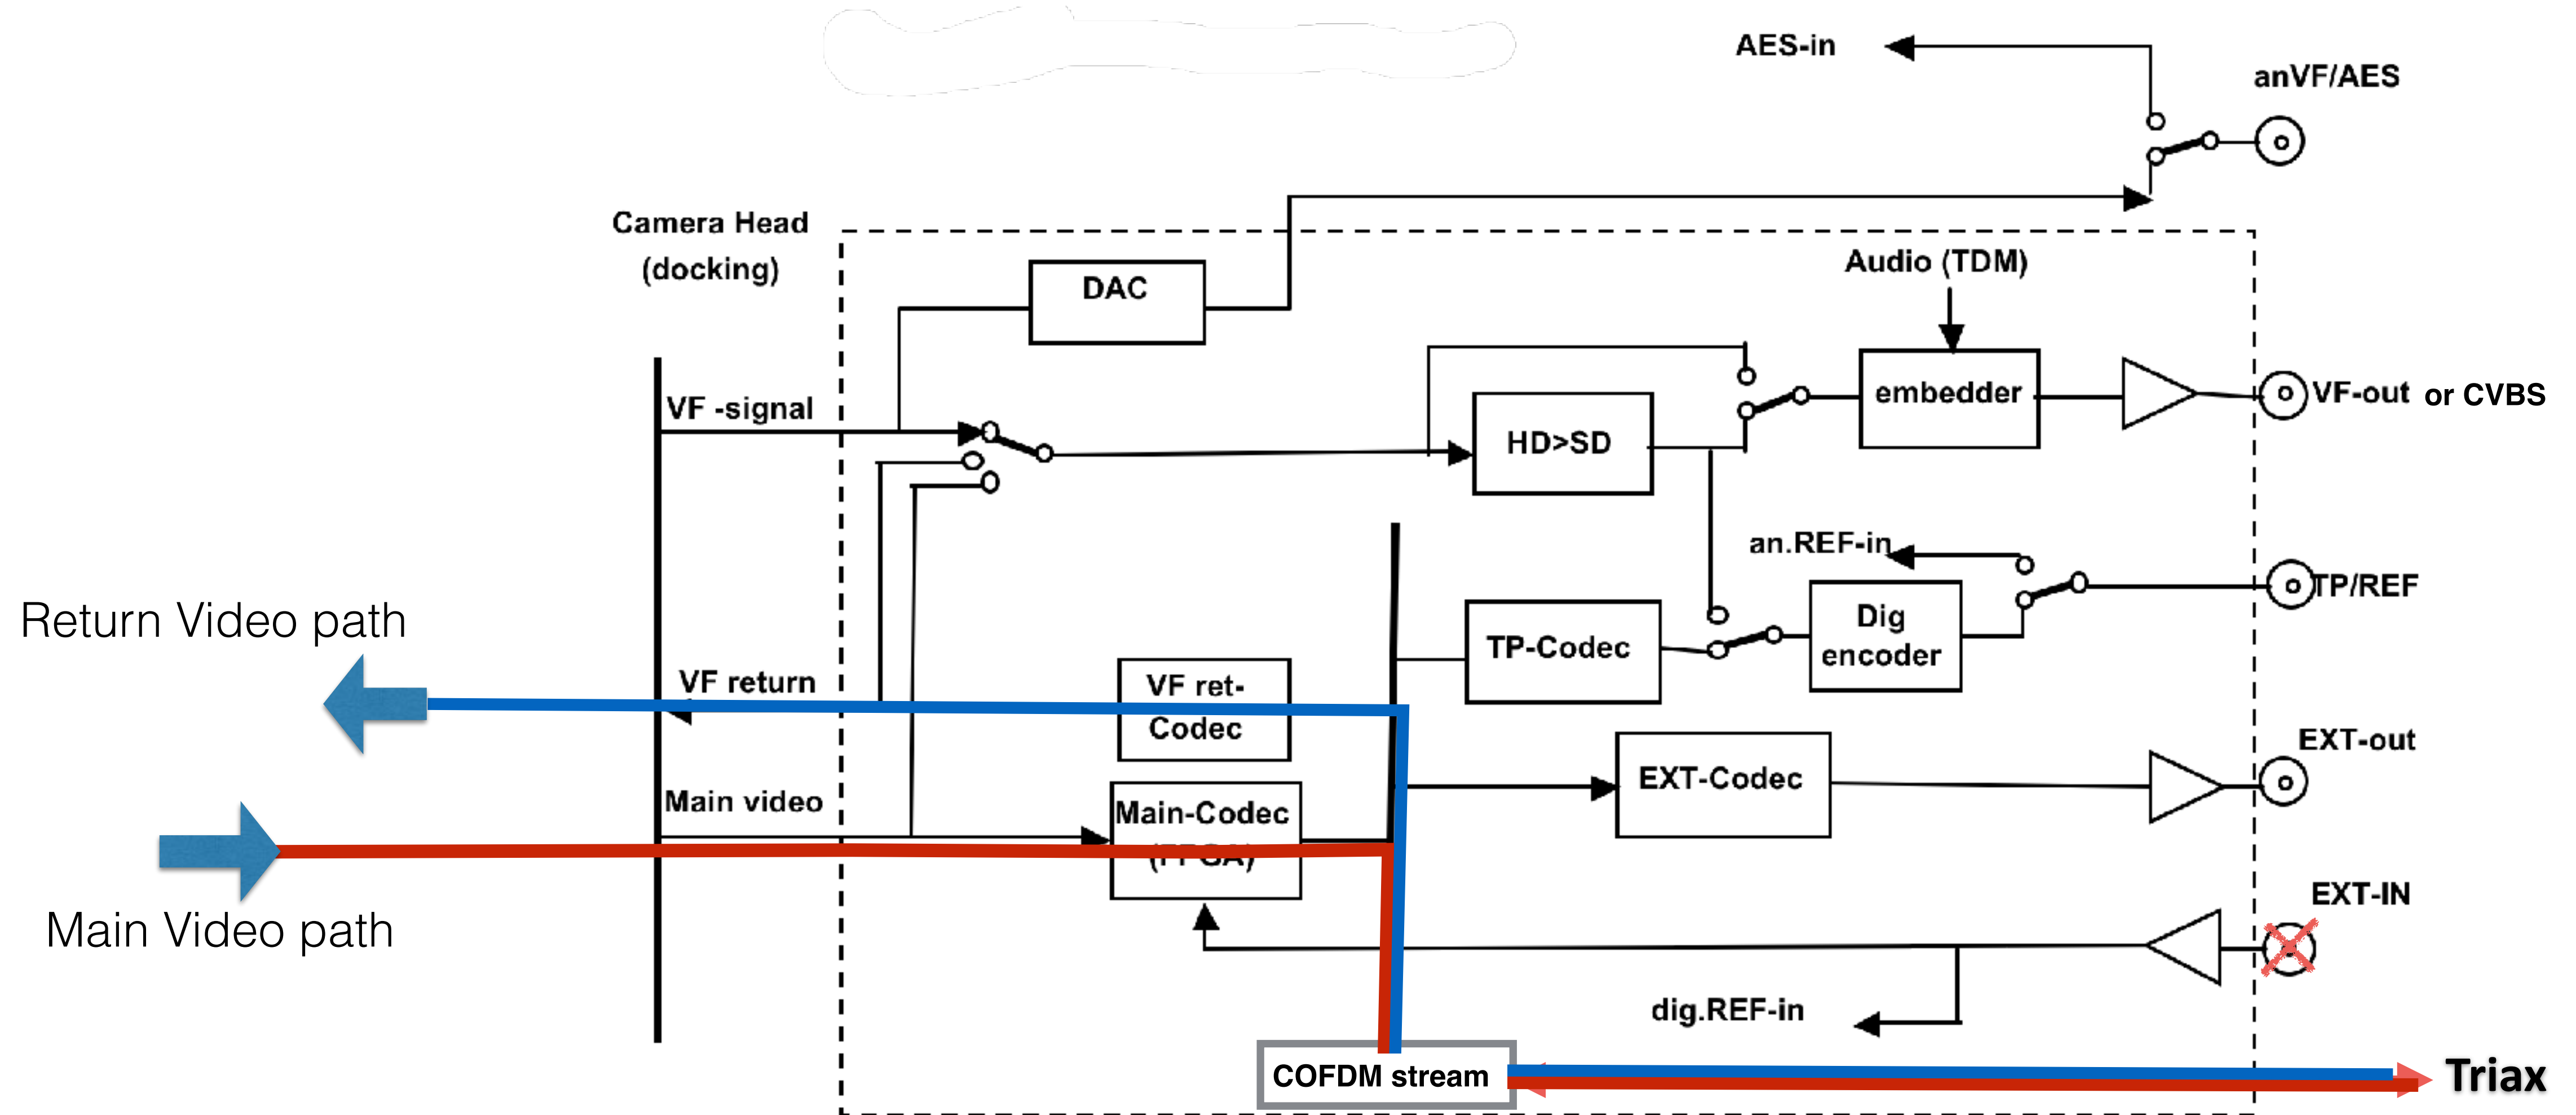 AES-in
anVF/AES
Camera Head
(docking)
Audio (TDM)
DAC
VF -signal
embedder
VF-out or CVBS
HD>SD
an.REF-in
TP/REF
Return Video path
Dig
encoder
TP-Codec
VF return
VF ret-
Codec
EXT-out
EXT-Codec
Main video
Main-Codec
(FPGA)
EXT-IN
Main Video path
dig.REF-in
COFDM stream
Triax